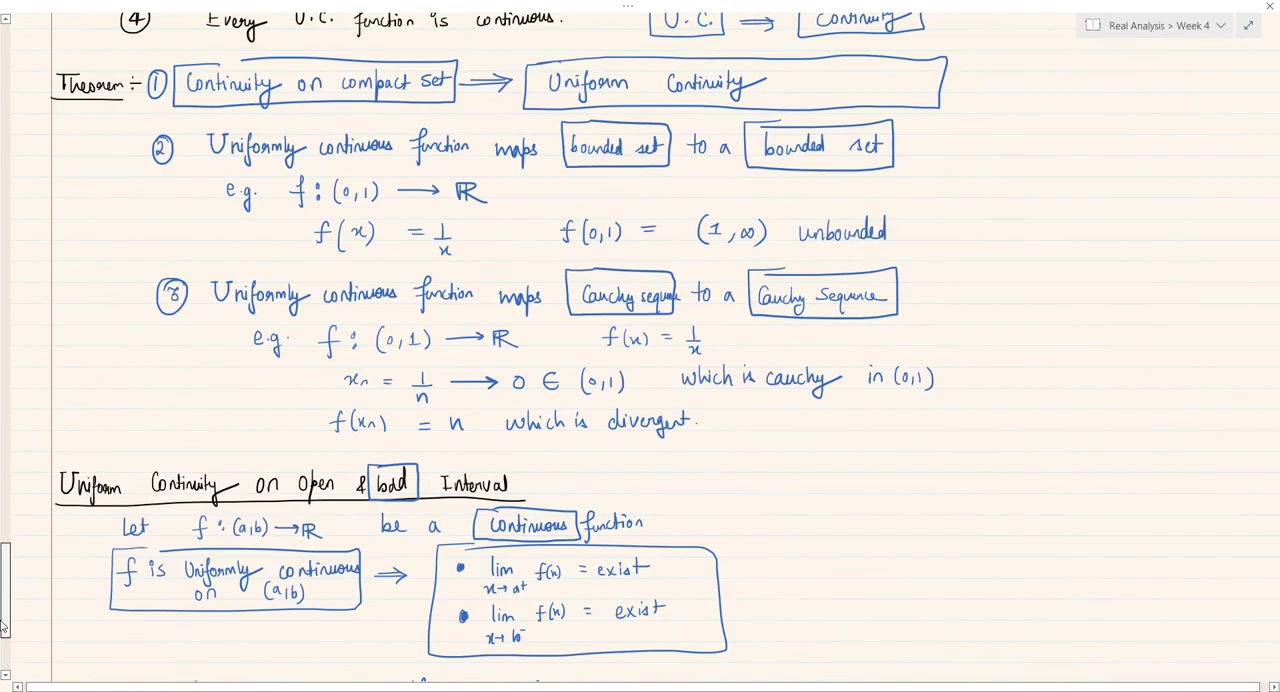 Real Analysis > Week 4
④ Every U.C. function is continuous. U.C. ⟹ Continuity
Theorem :- ① Continuity on compact set ⟹ Uniform Continuity
② Uniformly continuous function maps bounded set to a bounded set
e.g. f : (0,1) ⟶ ℝ
f(x) = 1/x f(0,1) = (1, ∞) unbounded
③ Uniformly continuous function maps Cauchy sequence to a Cauchy Sequence
e.g. f : (0,1) ⟶ ℝ f(x) = 1/x
xn = 1/n ⟶ 0 ∈ (0,1) which is cauchy in (0,1)
f(xn) = n which is divergent.
Uniform Continuity on Open & bdd Interval
Let f : (a,b) ⟶ ℝ be a continuous function
f is Uniformly continuous on (a,b) ⟹
• lim x→a⁺ f(x) = exist
• lim x→b⁻ f(x) = exist